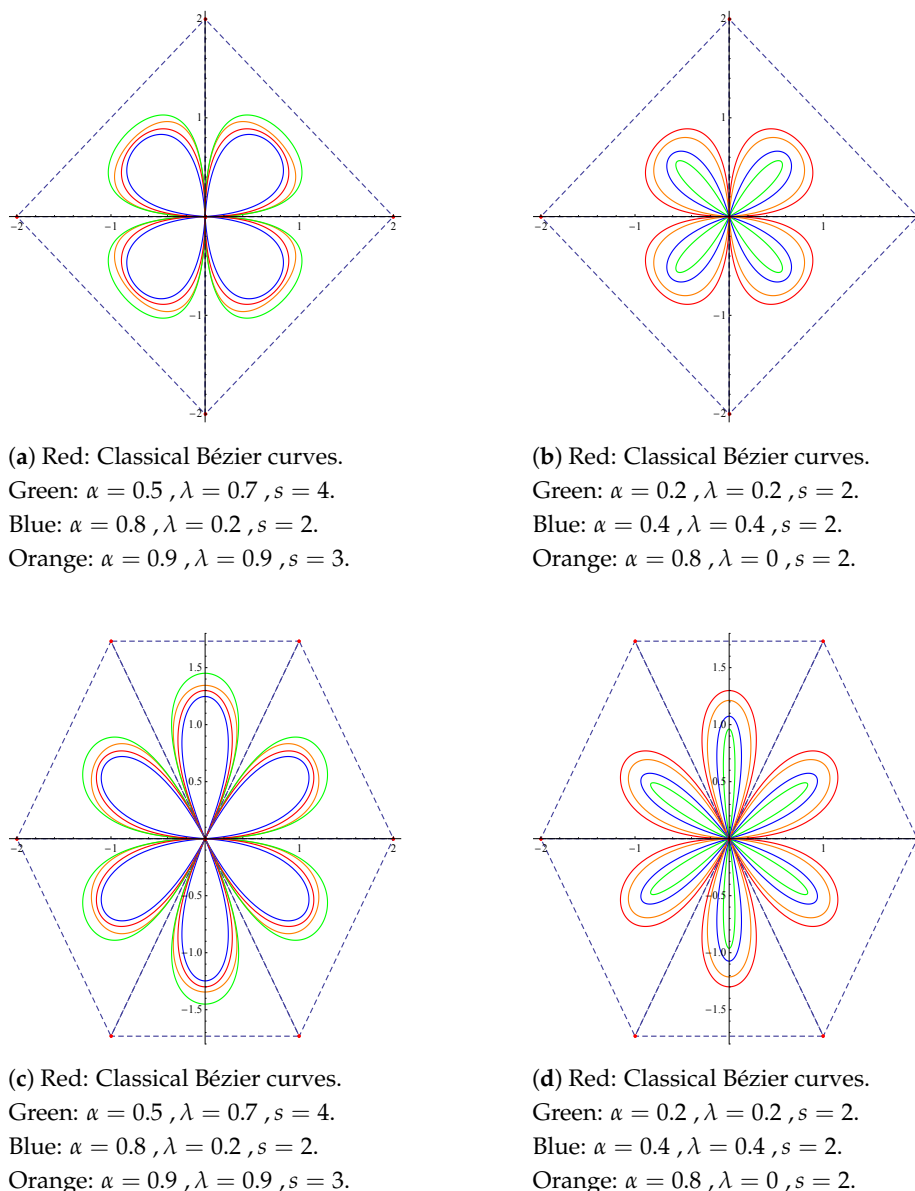 2
1
-2
-1
1
2
-1
-2
2
1
-2
-1
1
-1
-2
(a) Red: Classical Bézier curves.
Green: α = 0.5 , λ = 0.7 , s = 4.
Blue: α = 0.8 , λ = 0.2 , s = 2.
Orange: α = 0.9 , λ = 0.9 , s = 3.
(b) Red: Classical Bézier curves.
Green: α = 0.2 , λ = 0.2 , s = 2.
Blue: α = 0.4 , λ = 0.4 , s = 2.
Orange: α = 0.8 , λ = 0 , s = 2.
1.5
1.0
0.5
-2
-1
1
2
-0.5
-1.0
-1.5
1.5
1.0
0.5
-2
-1
1
-0.5
-1.0
-1.5
(c) Red: Classical Bézier curves.
Green: α = 0.5 , λ = 0.7 , s = 4.
Blue: α = 0.8 , λ = 0.2 , s = 2.
Orange: α = 0.9 , λ = 0.9 , s = 3.
(d) Red: Classical Bézier curves.
Green: α = 0.2 , λ = 0.2 , s = 2.
Blue: α = 0.4 , λ = 0.4 , s = 2.
Orange: α = 0.8 , λ = 0 , s = 2.